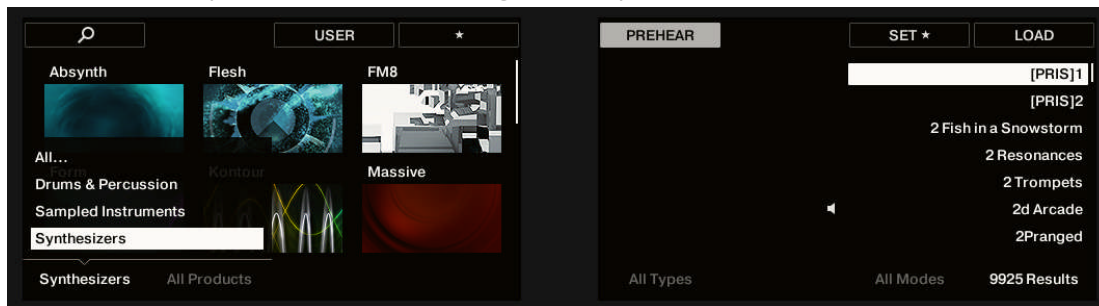 USER ★
Absynth Flesh FM8
All...
Form Kontour Massive
Drums & Percussion
Sampled Instruments
Synthesizers
Synthesizers All Products
PREHEAR SET ★ LOAD
[PRIS]1
[PRIS]2
2 Fish in a Snowstorm
2 Resonances
2 Trompets
2d Arcade
2Pranged
All Types All Modes 9925 Results